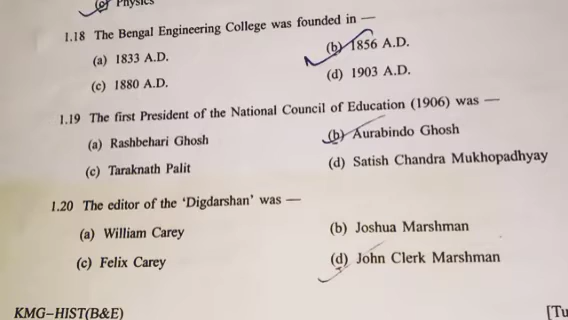 (c) Physics
1.18 The Bengal Engineering College was founded in —
(a) 1833 A.D. (b) 1856 A.D.
(c) 1880 A.D. (d) 1903 A.D.
1.19 The first President of the National Council of Education (1906) was —
(a) Rashbehari Ghosh (b) Aurabindo Ghosh
(c) Taraknath Palit (d) Satish Chandra Mukhopadhyay
1.20 The editor of the ‘Digdarshan’ was —
(a) William Carey (b) Joshua Marshman
(c) Felix Carey (d) John Clerk Marshman
KMG–HIST(B&E) [Tu